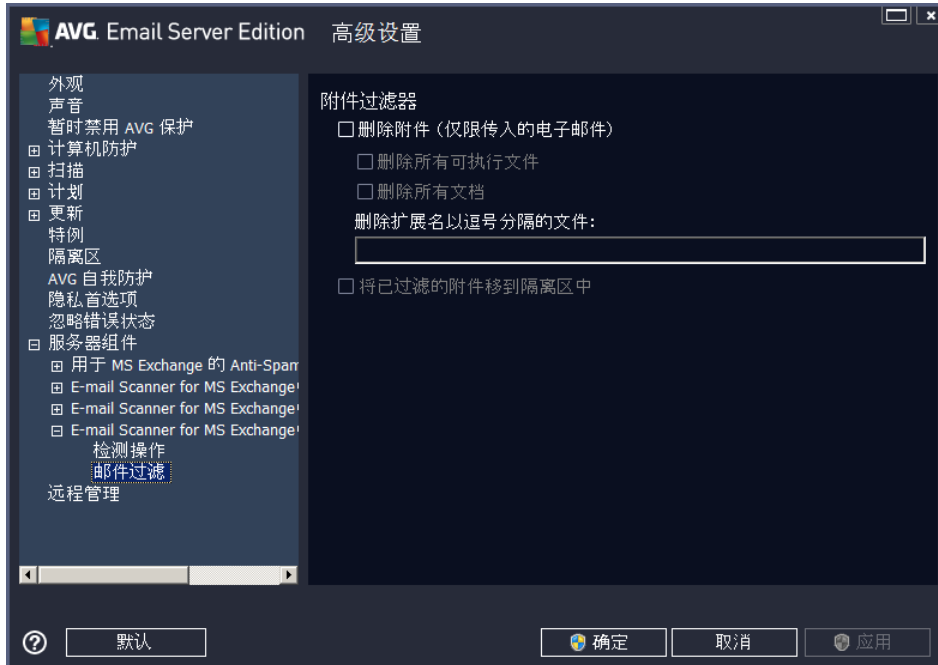 AVG. Email Server Edition 高级设置
外观
声音
暂时禁用 AVG 保护
计算机防护
扫描
计划
更新
特例
隔离区
AVG 自我防护
隐私首选项
忽略错误状态
服务器组件
用于 MS Exchange 的 Anti-Spam
E-mail Scanner for MS Exchange
E-mail Scanner for MS Exchange
E-mail Scanner for MS Exchange
检测操作
邮件过滤
远程管理
附件过滤器
删除附件 (仅限传入的电子邮件)
删除所有可执行文件
删除所有文档
删除扩展名以逗号分隔的文件:
将已过滤的附件移到隔离区中
默认
确定
取消
应用